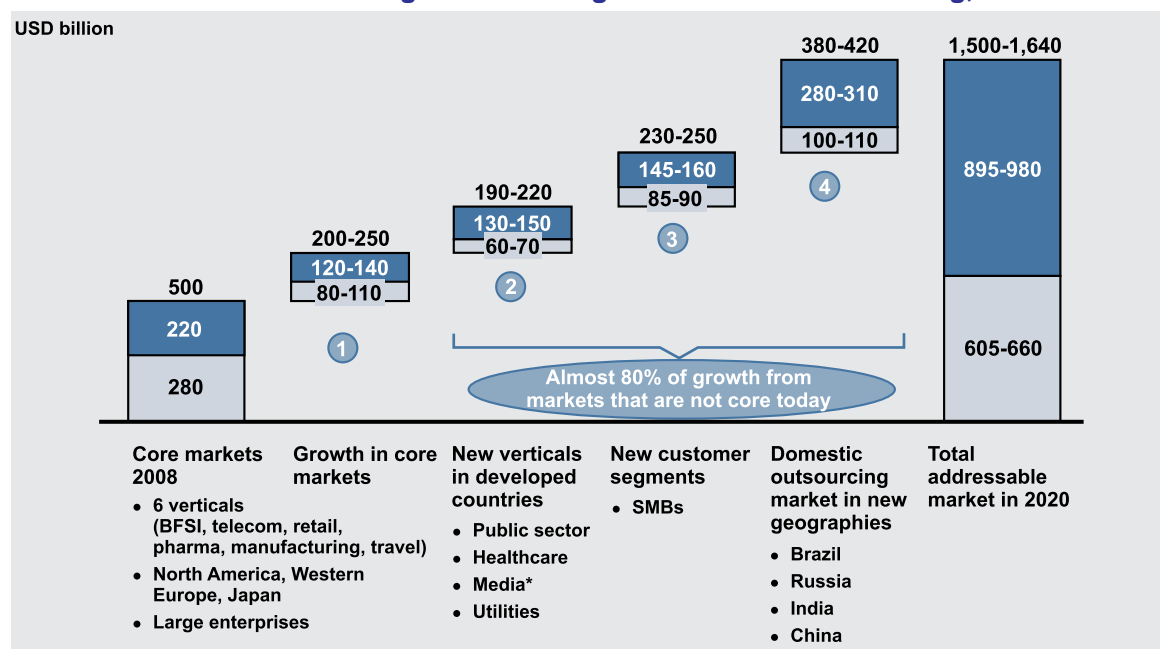 USD billion
380-420
1,500-1,640
280-310
230-250
100-110
145-160
895-980
190-220
85-90
4
130-150
200-250
60-70
3
120-140
500
80-110
2
220
1
605-660
280
Almost 80% of growth from
markets that are not core today
Core markets
2008
• 6 verticals
(BFSI, telecom, retail,
pharma, manufacturing, travel)
• North America, Western
Europe, Japan
• Large enterprises
Growth in core
markets
New verticals
in developed
countries
• Public sector
• Healthcare
• Media*
• Utilities
New customer
segments
• SMBs
Domestic
outsourcing
market in new
geographies
• Brazil
• Russia
• India
• China
Total
addressable
market in 2020